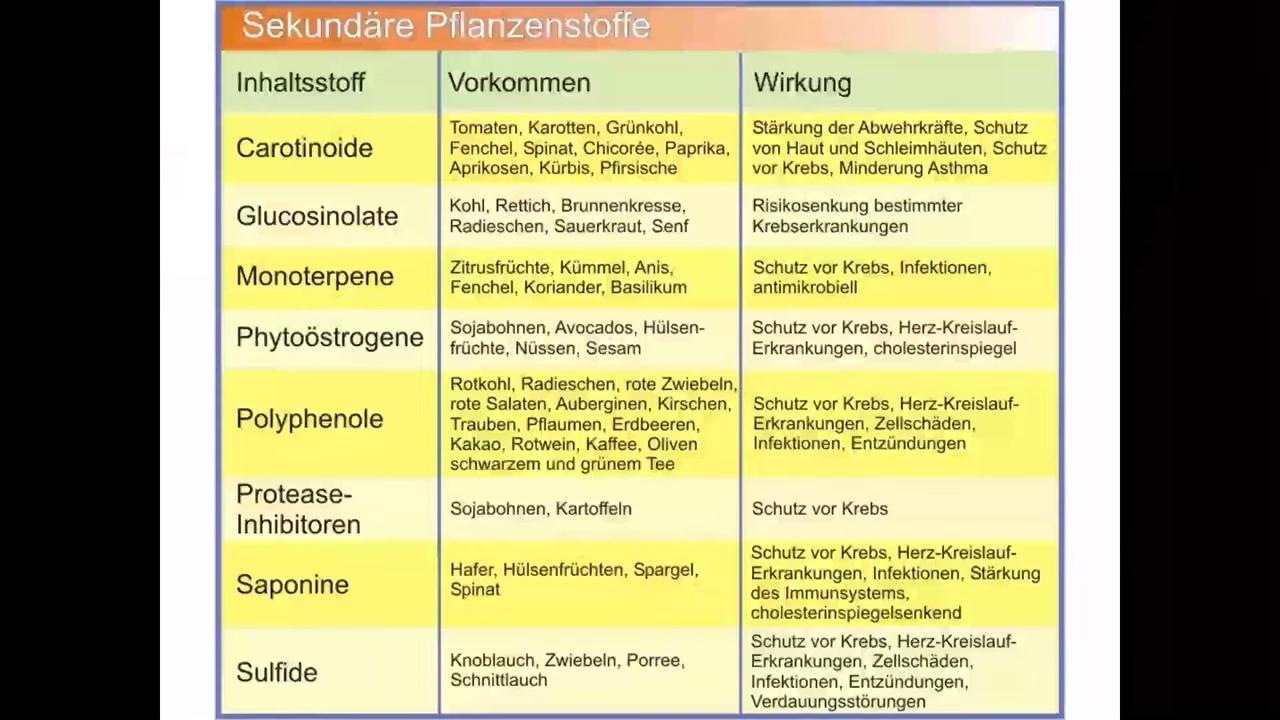 Sekundäre Pflanzenstoffe
Inhaltsstoff
Vorkommen
Wirkung
Carotinoide
Tomaten, Karotten, Grünkohl,
Fenchel, Spinat, Chicorée, Paprika,
Aprikosen, Kürbis, Pfirsische
Stärkung der Abwehrkräfte, Schutz
von Haut und Schleimhäuten, Schutz
vor Krebs, Minderung Asthma
Glucosinolate
Kohl, Rettich, Brunnenkresse,
Radieschen, Sauerkraut, Senf
Risikosenkung bestimmter
Krebserkrankungen
Monoterpene
Zitrusfrüchte, Kümmel, Anis,
Fenchel, Koriander, Basilikum
Schutz vor Krebs, Infektionen,
antimikrobiell
Phytoöstrogene
Sojabohnen, Avocados, Hülsen-
früchte, Nüssen, Sesam
Schutz vor Krebs, Herz-Kreislauf-
Erkrankungen, cholesterinspiegel
Polyphenole
Rotkohl, Radieschen, rote Zwiebeln,
rote Salaten, Auberginen, Kirschen,
Trauben, Pflaumen, Erdbeeren,
Kakao, Rotwein, Kaffee, Oliven
schwarzem und grünem Tee
Schutz vor Krebs, Herz-Kreislauf-
Erkrankungen, Zellschäden,
Infektionen, Entzündungen
Protease-
Inhibitoren
Sojabohnen, Kartoffeln
Schutz vor Krebs
Saponine
Hafer, Hülsenfrüchten, Spargel,
Spinat
Schutz vor Krebs, Herz-Kreislauf-
Erkrankungen, Infektionen, Stärkung
des Immunsystems,
cholesterinspiegelsenkend
Sulfide
Knoblauch, Zwiebeln, Porree,
Schnittlauch
Schutz vor Krebs, Herz-Kreislauf-
Erkrankungen, Zellschäden,
Infektionen, Entzündungen,
Verdauungsstörungen